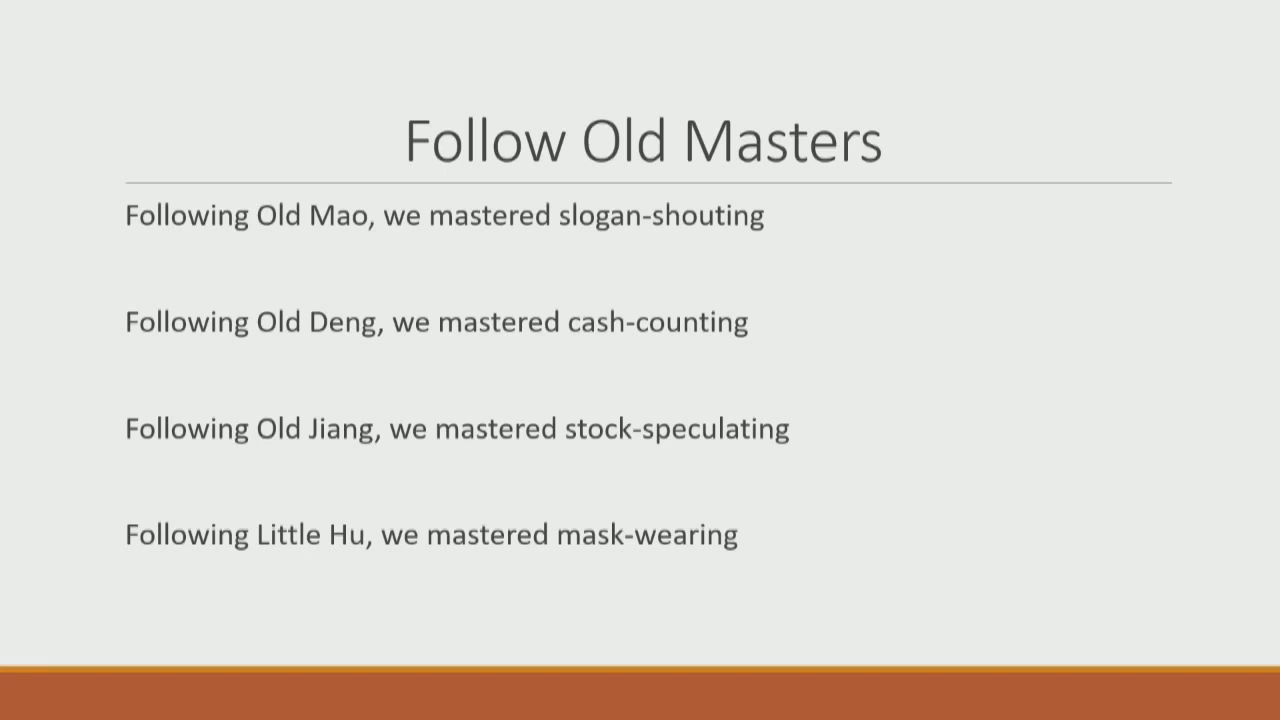 Follow Old Masters
Following Old Mao, we mastered slogan-shouting
Following Old Deng, we mastered cash-counting
Following Old Jiang, we mastered stock-speculating
Following Little Hu, we mastered mask-wearing